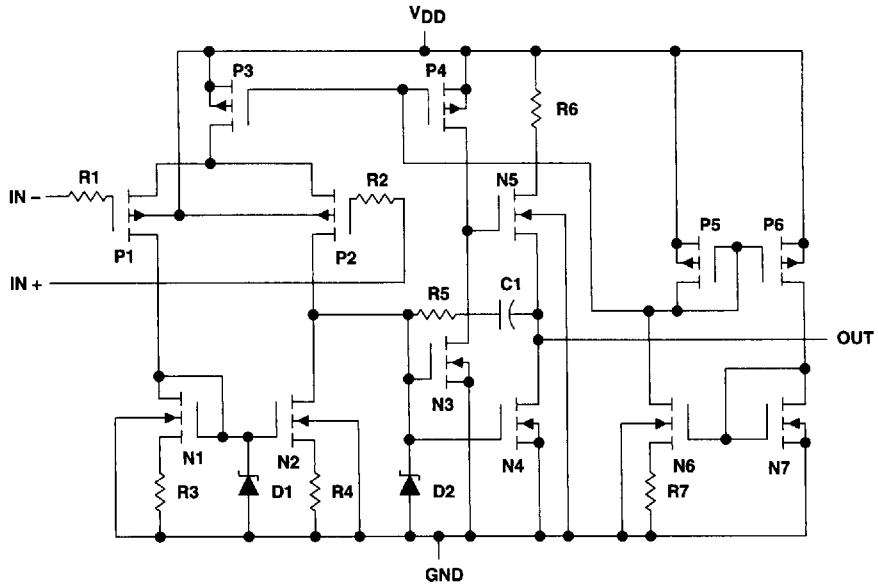 VDD
P3
P4
R6
R1
R2
N5
IN –
P5
P6
P1
P2
IN +
R5
C1
OUT
N3
N1
N2
N4
N6
N7
R3
D1
R4
D2
R7
GND